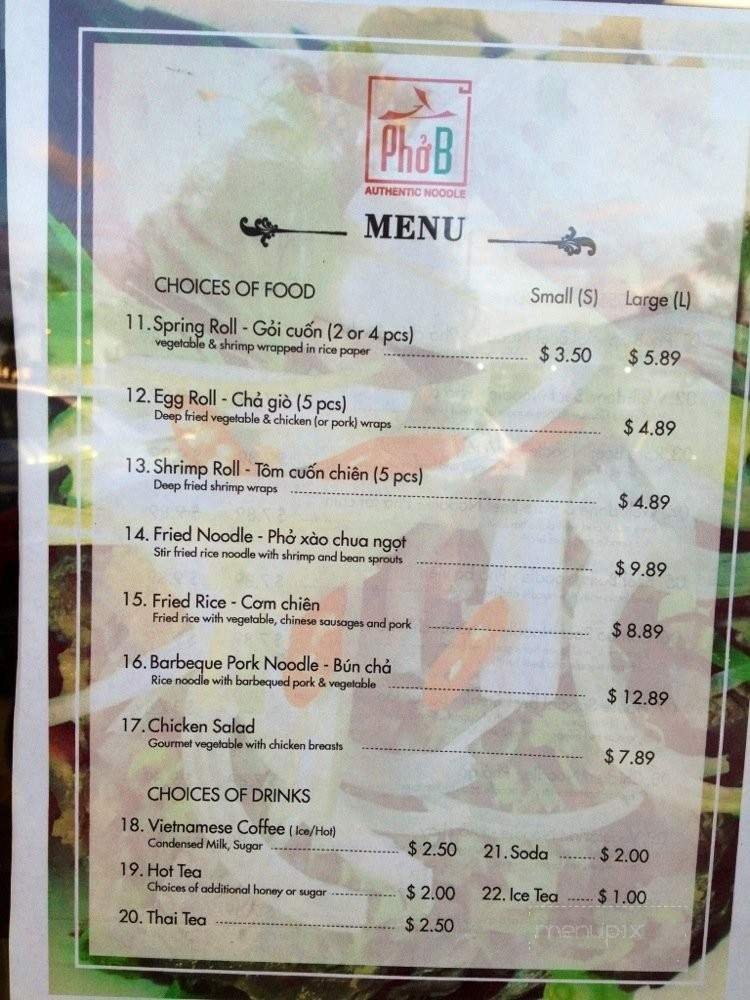 PhởB
AUTHENTIC NOODLE
MENU
CHOICES OF FOOD Small (S) Large (L)
11. Spring Roll - Gỏi cuốn (2 or 4 pcs)
vegetable & shrimp wrapped in rice paper $ 3.50 $ 5.89
12. Egg Roll - Chả giò (5 pcs)
Deep fried vegetable & chicken (or pork) wraps $ 4.89
13. Shrimp Roll - Tôm cuốn chiên (5 pcs)
Deep fried shrimp wraps $ 4.89
14. Fried Noodle - Phở xào chua ngọt
Stir fried rice noodle with shrimp and bean sprouts $ 9.89
15. Fried Rice - Cơm chiên
Fried rice with vegetable, chinese sausages and pork $ 8.89
16. Barbeque Pork Noodle - Bún chả
Rice noodle with barbequed pork & vegetable $ 12.89
17. Chicken Salad
Gourmet vegetable with chicken breasts $ 7.89
CHOICES OF DRINKS
18. Vietnamese Coffee ( Ice/Hot)
Condensed Milk, Sugar $ 2.50 21. Soda $ 2.00
19. Hot Tea
Choices of additional honey or sugar $ 2.00 22. Ice Tea $ 1.00
20. Thai Tea $ 2.50
menupix